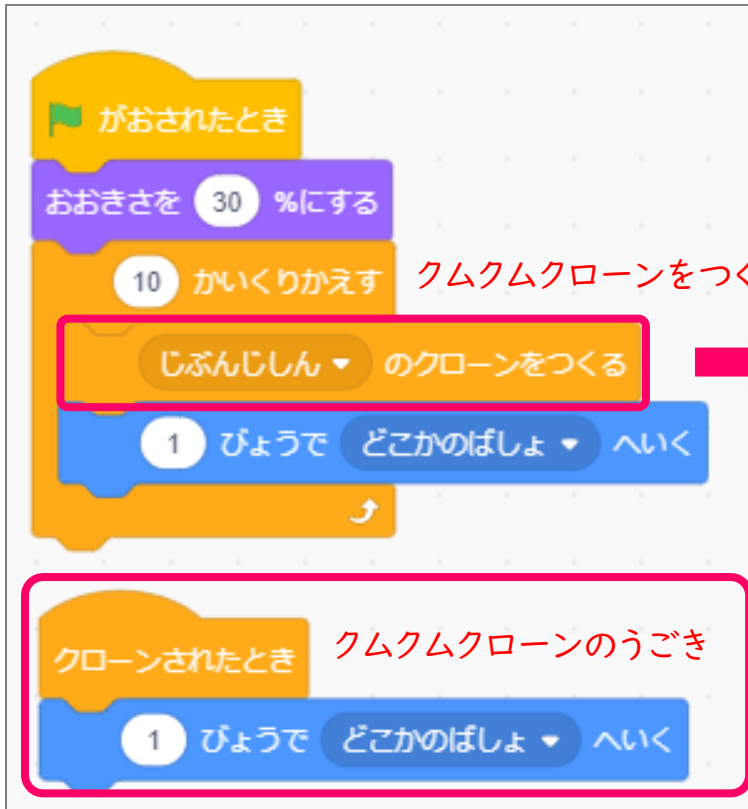 がおされたとき
おおきさを 30 %にする
10 かいくりかえす
クムクムクローンをつく
じぶんじしん のクローンをつくる
1 びょうで どこかのばしょ へいく
クムクムクローンのうごき
クローンされたとき
1 びょうで どこかのばしょ へいく